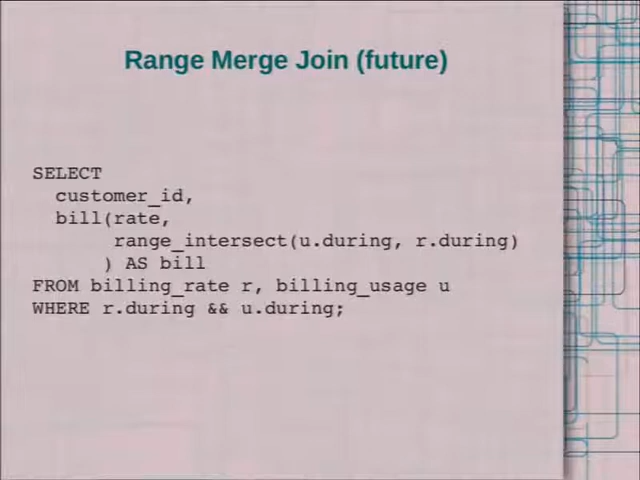 Range Merge Join (future)
SELECT
customer_id,
bill(rate,
range_intersect(u.during, r.during)
) AS bill
FROM billing_rate r, billing_usage u
WHERE r.during && u.during;